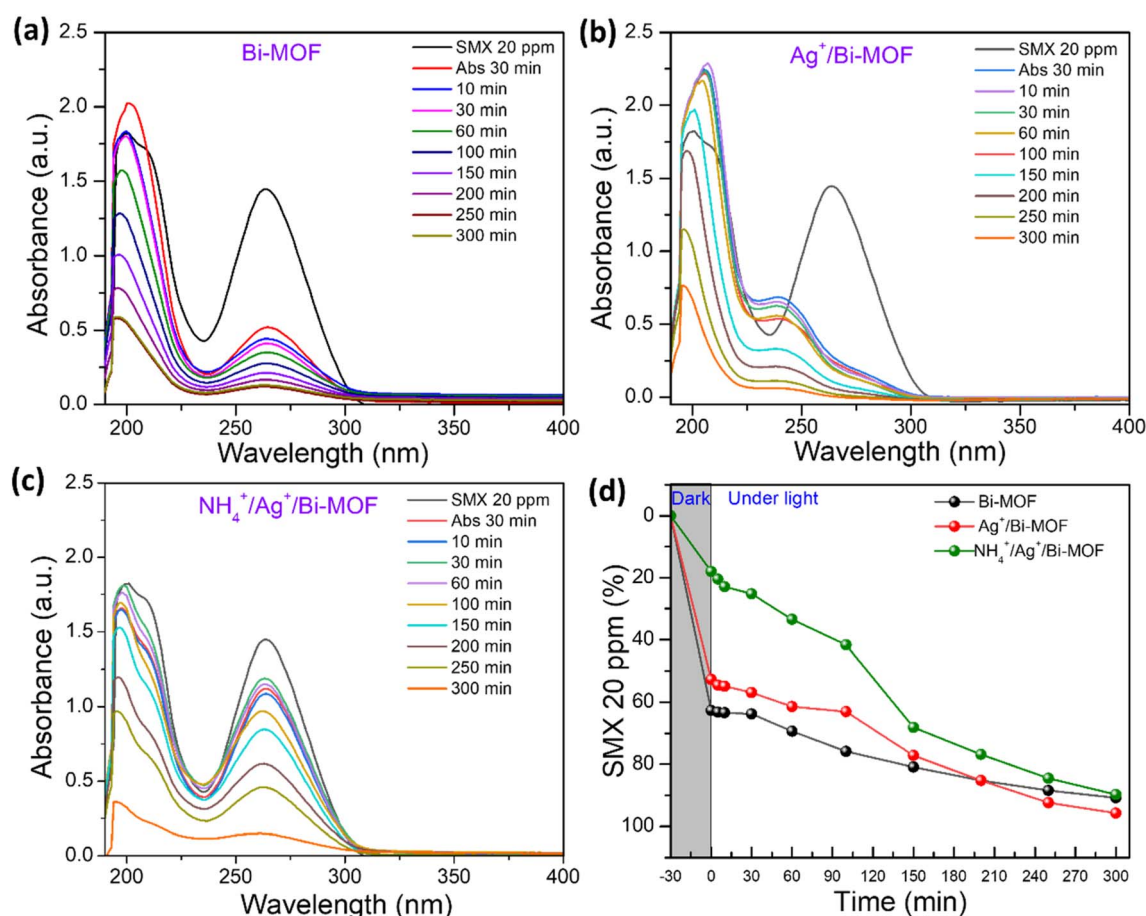 (a)
Bi-MOF
SMX 20 ppm
Abs 30 min
10 min
30 min
60 min
100 min
150 min
200 min
250 min
300 min
Absorbance (a.u.)
2.5
2.0
1.5
1.0
0.5
0.0
200 250 300 350 400
Wavelength (nm)
(b)
Ag+/Bi-MOF
SMX 20 ppm
Abs 30 min
10 min
30 min
60 min
100 min
150 min
200 min
250 min
300 min
Absorbance (a.u.)
2.5
2.0
1.5
1.0
0.5
0.0
200 250 300 350 400
Wavelength (nm)
(c)
NH4+/Ag+/Bi-MOF
SMX 20 ppm
Abs 30 min
10 min
30 min
60 min
100 min
150 min
200 min
250 min
300 min
Absorbance (a.u.)
2.5
2.0
1.5
1.0
0.5
0.0
200 250 300 350 400
Wavelength (nm)
(d)
Dark Under light
Bi-MOF
Ag+/Bi-MOF
NH4+/Ag+/Bi-MOF
SMX 20 ppm (%)
0
20
40
60
80
100
-30 0 30 60 90 120 150 180 210 240 270 300
Time (min)